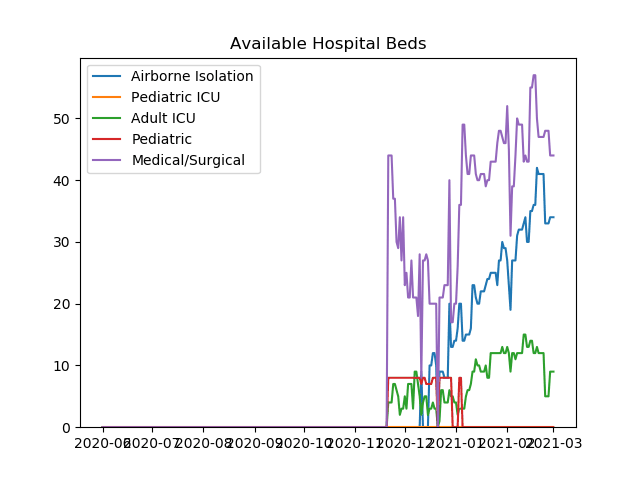 Available Hospital Beds
Airborne Isolation
Pediatric ICU
Adult ICU
Pediatric
Medical/Surgical
50
40
30
20
10
0
2020-06 2020-07 2020-08 2020-09 2020-10 2020-11 2020-12 2021-01 2021-02 2021-03